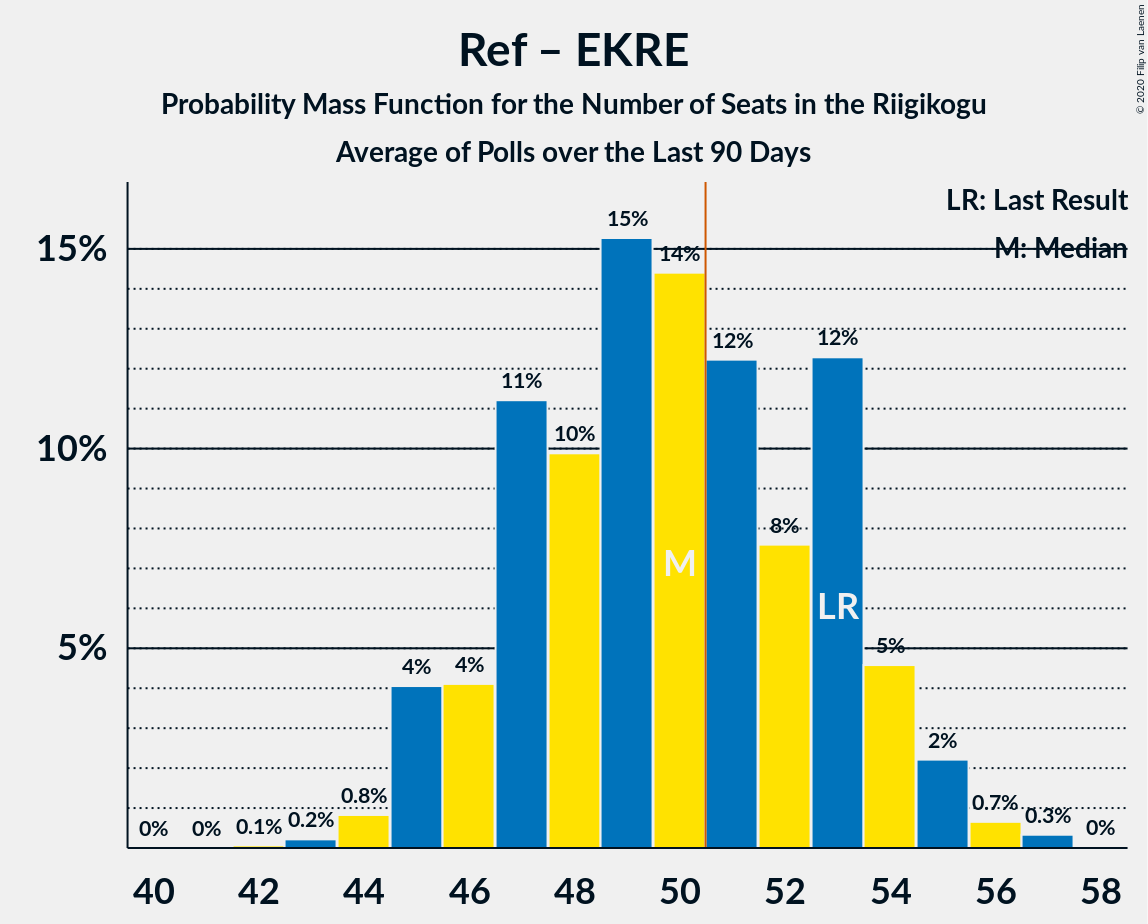 Ref – EKRE
Probability Mass Function for the Number of Seats in the Riigikogu
Average of Polls over the Last 90 Days
© 2020 Filip van Laenen
LR: Last Result
M: Median
15%
10%
5%
0%
0%
0.1%
0.2%
0.8%
4%
4%
11%
10%
15%
14%
12%
8%
12%
5%
2%
0.7%
0.3%
0%
M
LR
40 42 44 46 48 50 52 54 56 58